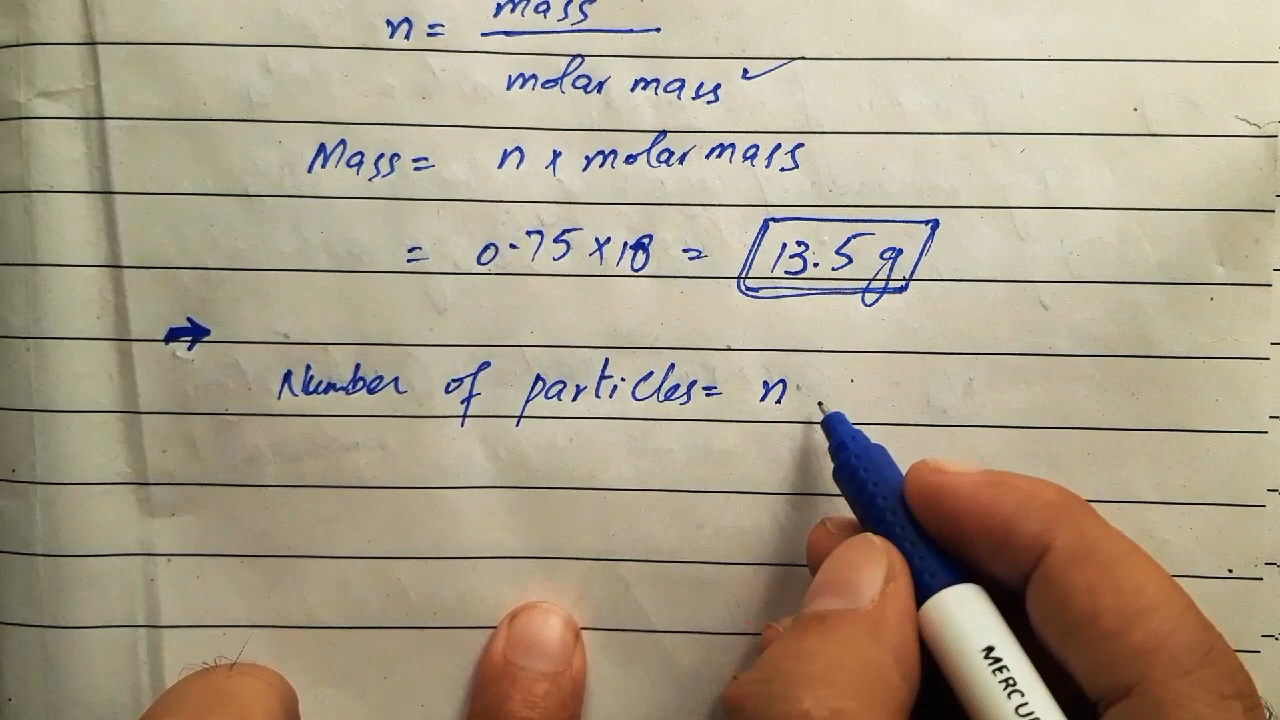 n = mass
molar mass ✓
Mass = n x molar mass
= 0.75 × 18 = 13.5 g
➡
Number of particles = n
MERCU